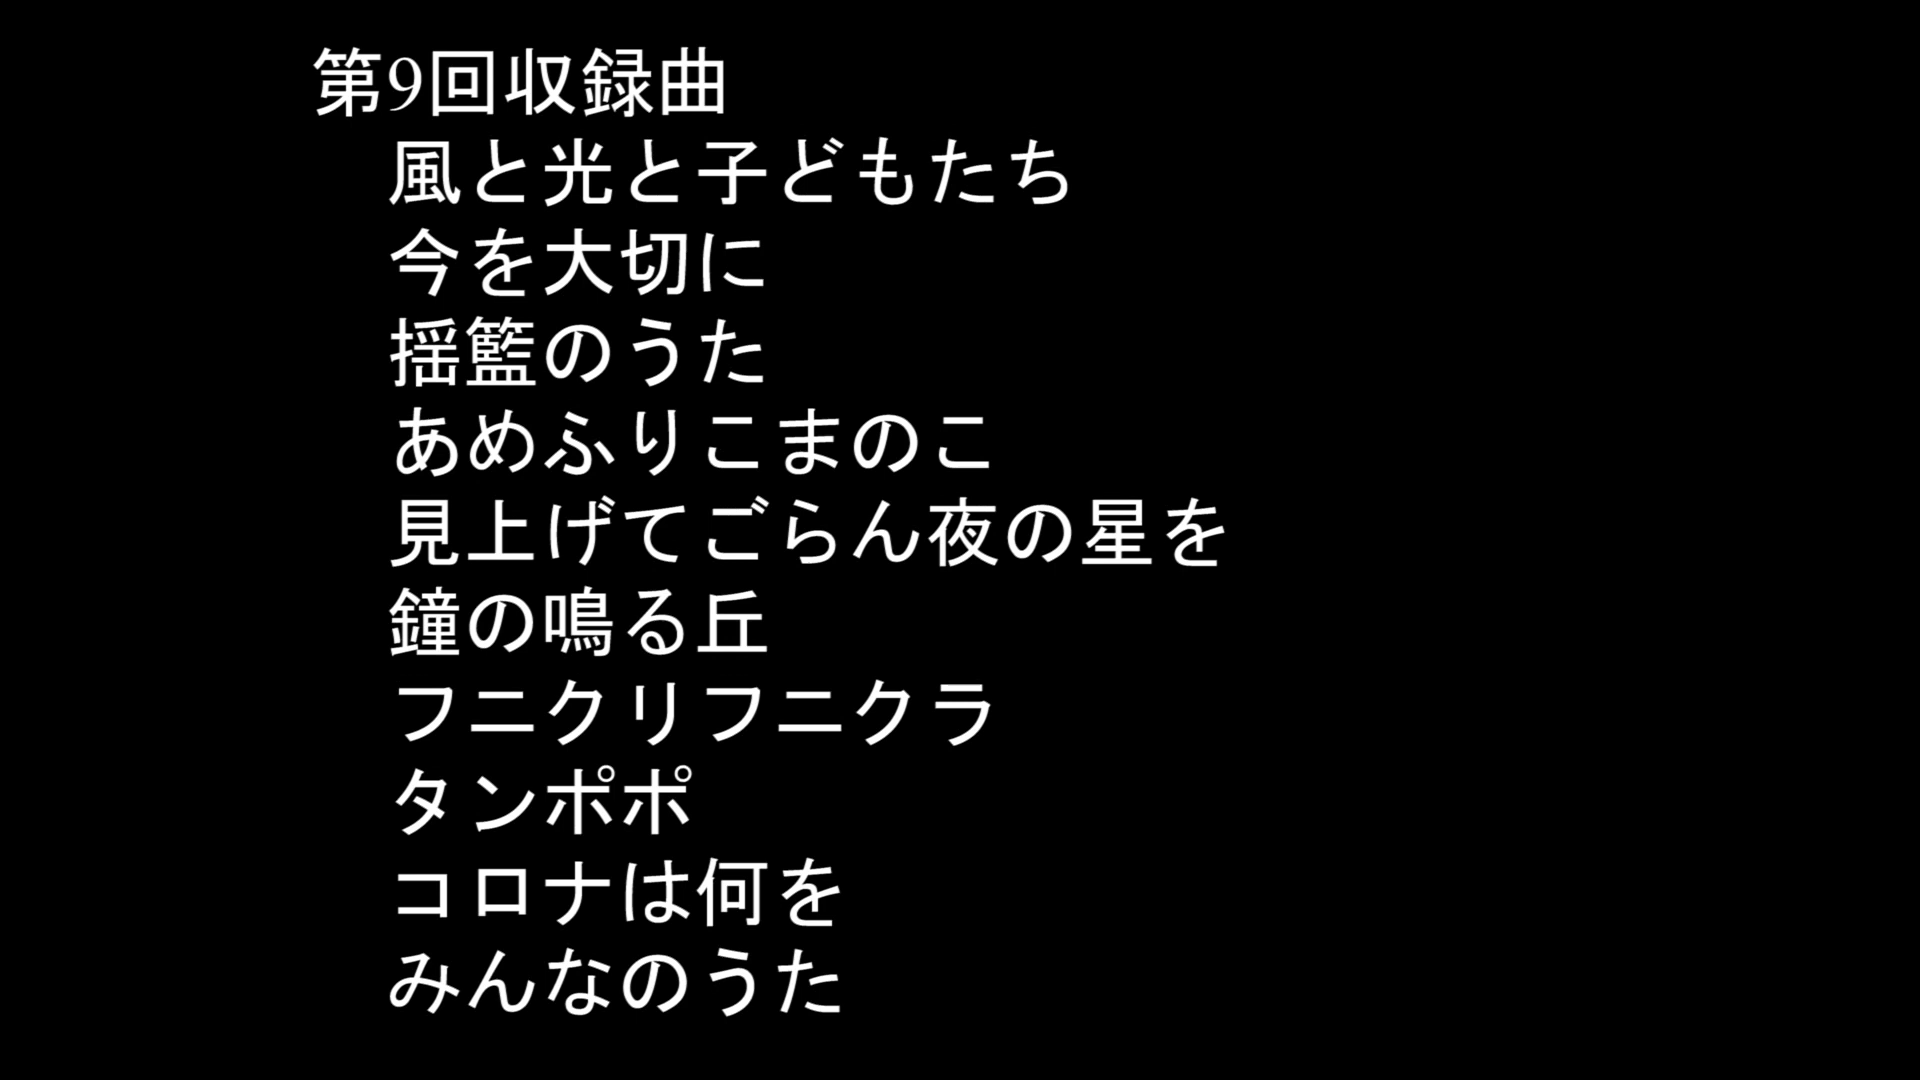 第9回収録曲
風と光と子どもたち
今を大切に
揺籃のうた
あめふりこまのこ
見上げてごらん夜の星を
鐘の鳴る丘
フニクリフニクラ
タンポポ
コロナは何を
みんなのうた